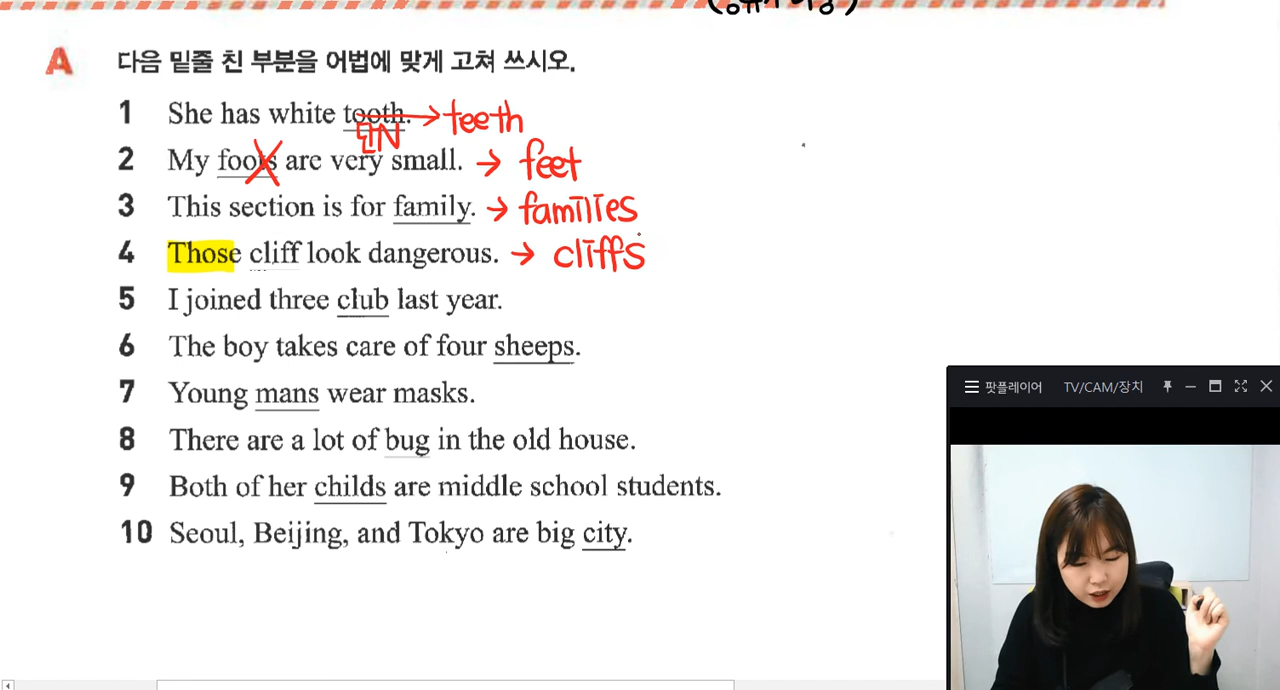 A 다음 밑줄 친 부분을 어법에 맞게 고쳐 쓰시오.
1 She has white tooth. → teeth
단N
2 My foots are very small. → feet
3 This section is for family. → families
4 Those cliff look dangerous. → cliffs
5 I joined three club last year.
6 The boy takes care of four sheeps.
7 Young mans wear masks.
8 There are a lot of bug in the old house.
9 Both of her childs are middle school students.
10 Seoul, Beijing, and Tokyo are big city.
팟플레이어 TV/CAM/장치